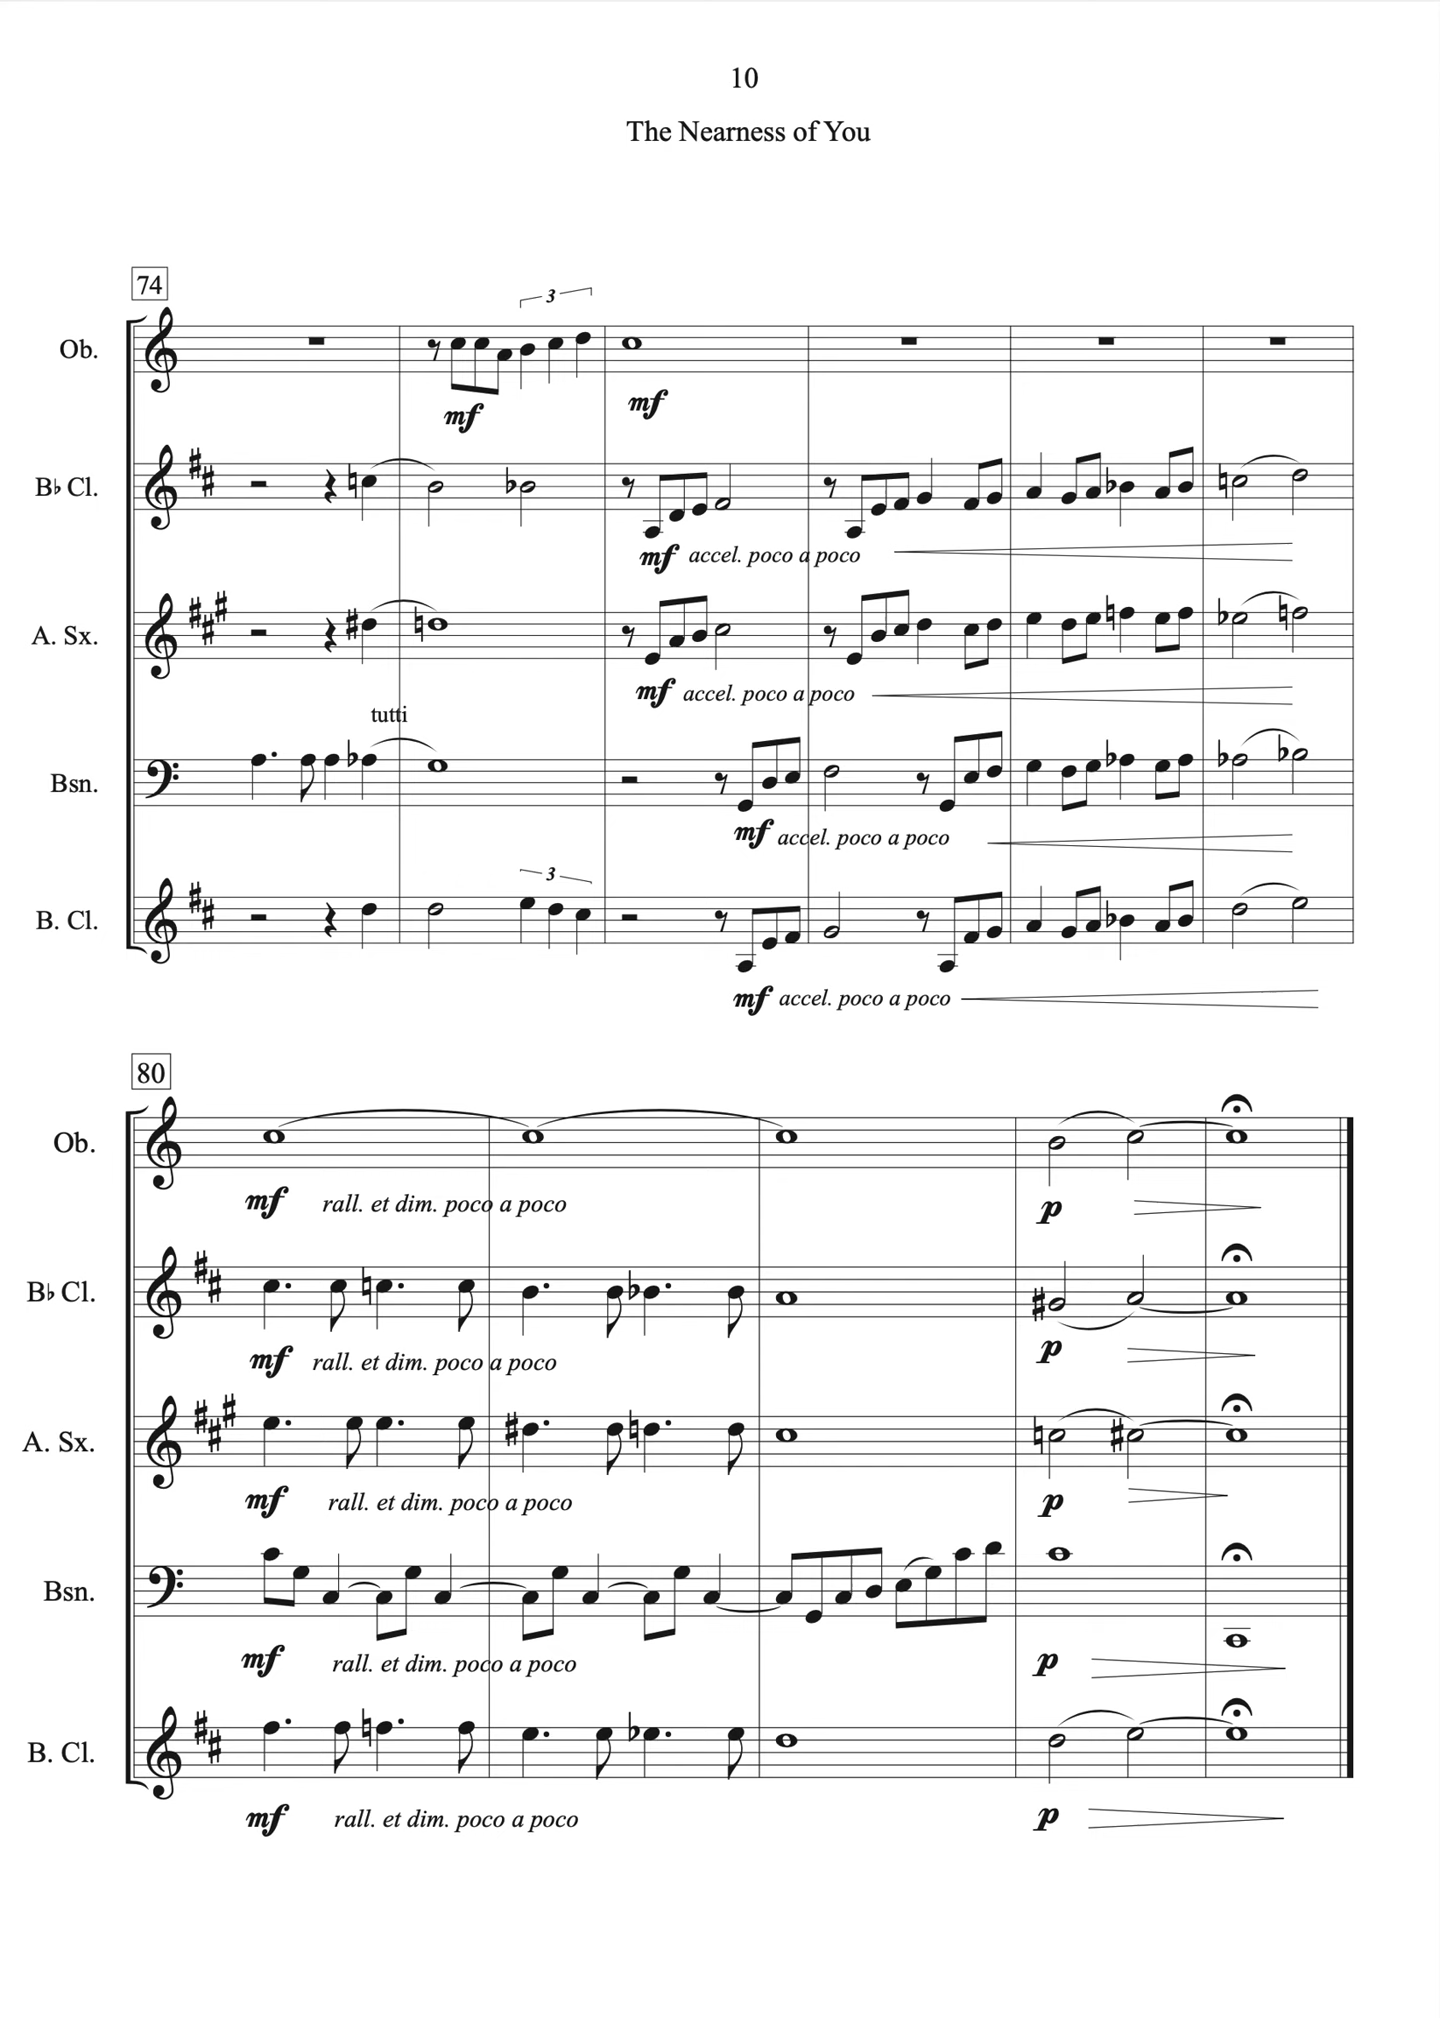 10
The Nearness of You
74
3
Ob.
mf
mf
B♭ Cl.
mf accel. poco a poco
A. Sx.
mf accel. poco a poco
tutti
Bsn.
mf accel. poco a poco
3
B. Cl.
mf accel. poco a poco
80
Ob.
mf rall. et dim. poco a poco p
B♭ Cl.
mf rall. et dim. poco a poco p
A. Sx.
mf rall. et dim. poco a poco p
Bsn.
mf rall. et dim. poco a poco p
B. Cl.
mf rall. et dim. poco a poco p